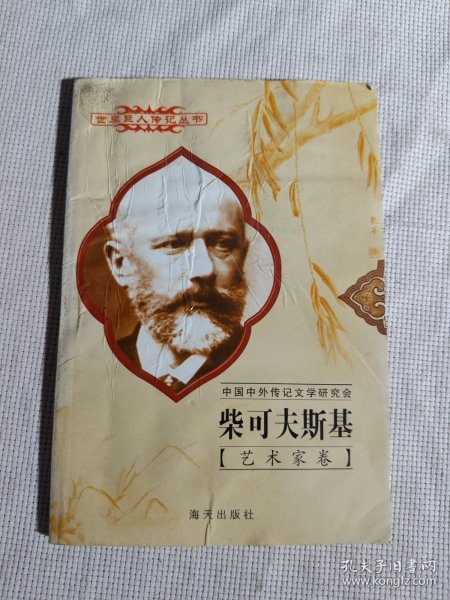 世界巨人传记丛书
中国中外传记文学研究会
柴可夫斯基
【艺术家卷】
海天出版社
孔夫子旧书网
www.kongfz.com